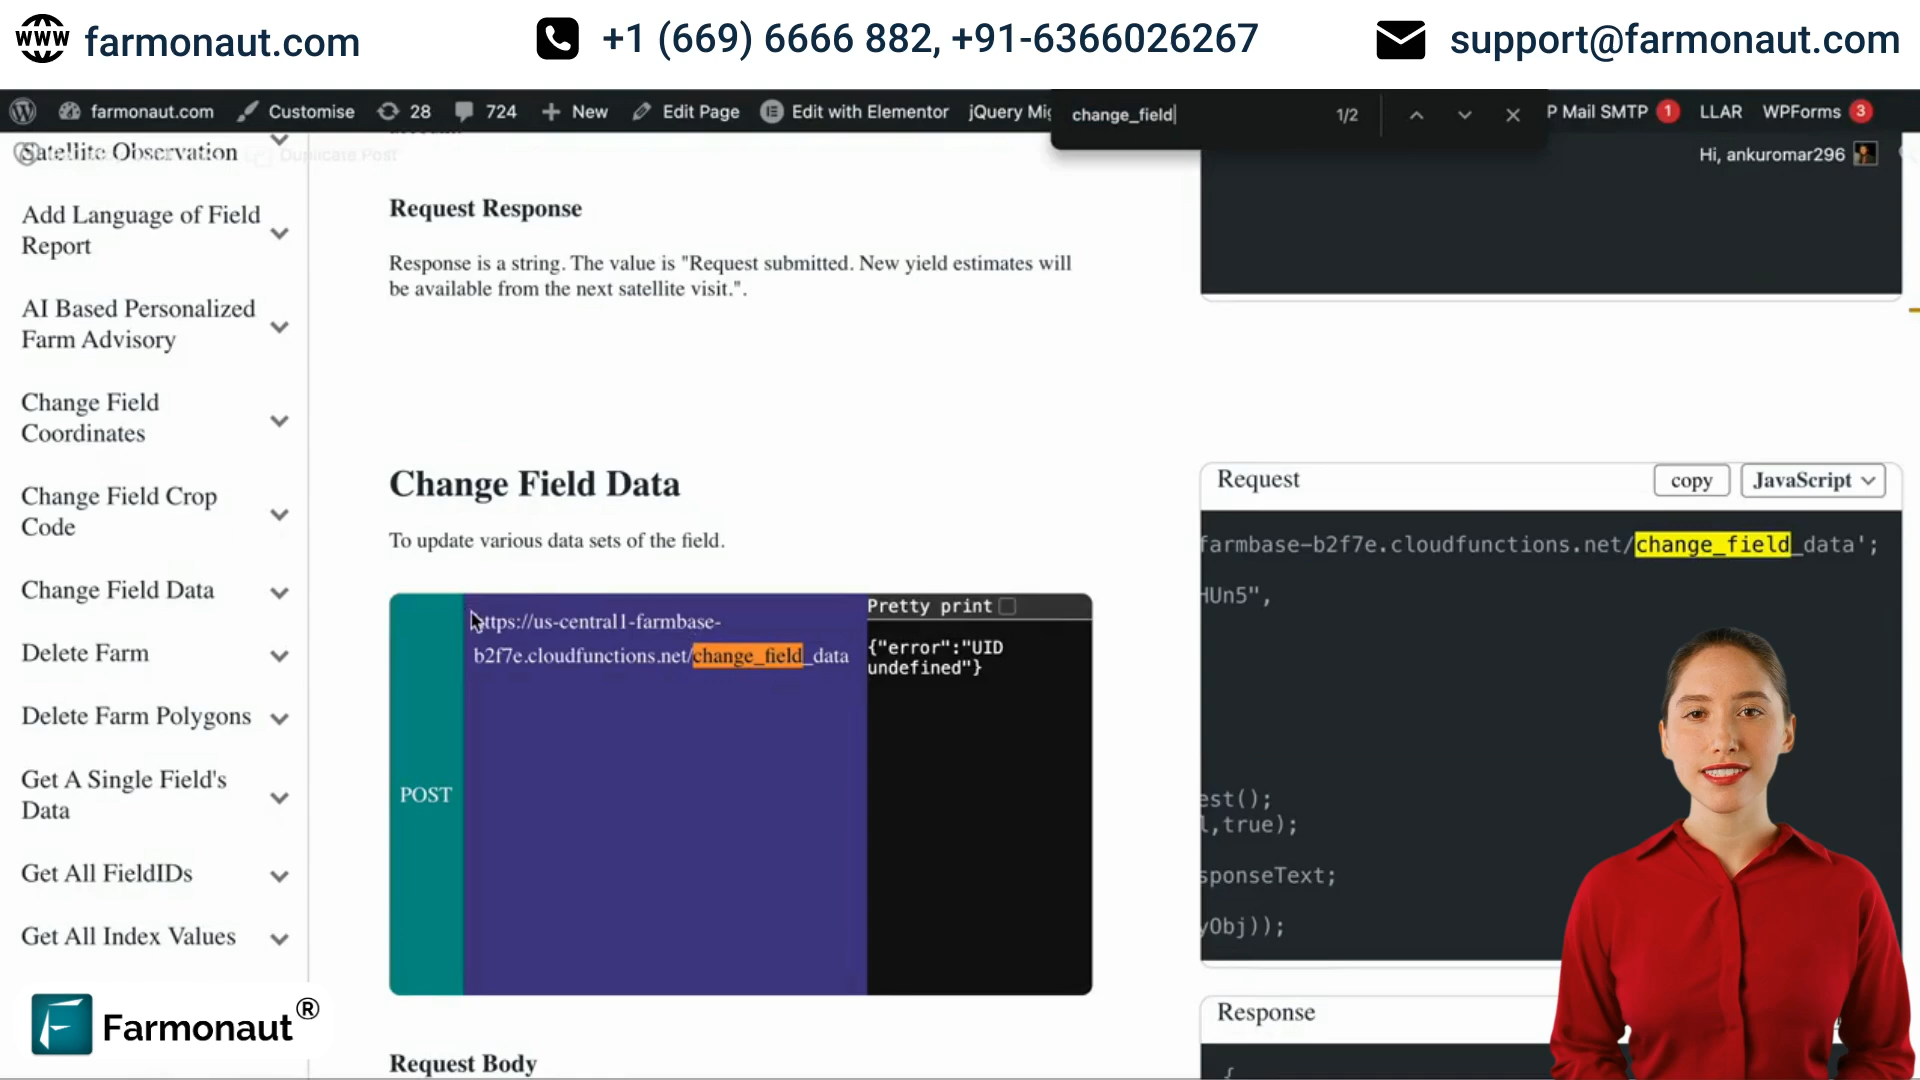 WWW farmonaut.com
+1 (669) 6666 882, +91-6366026267
support@farmonaut.com
farmonaut.com Customise 28 724 New Edit Page Edit with Elementor jQuery Mig
change_field 1/2
P Mail SMTP 1 LLAR WPForms 3
Duplicate Post
Hi, ankuromar296
Satellite Observation
Add Language of Field
Report
AI Based Personalized
Farm Advisory
Change Field
Coordinates
Change Field Crop
Code
Change Field Data
Delete Farm
Delete Farm Polygons
Get A Single Field's
Data
Get All FieldIDs
Get All Index Values
Farmonaut®
Request Response
Response is a string. The value is "Request submitted. New yield estimates will
be available from the next satellite visit.".
Change Field Data
To update various data sets of the field.
POST
ttps://us-central1-farmbase-
b2f7e.cloudfunctions.net/change_field_data
Pretty print
{"error":"UID
undefined"}
Request Body
Request copy JavaScript
farmbase-b2f7e.cloudfunctions.net/change_field_data';
HUn5",
est();
l,true);
sponseText;
yObj));
Response
{